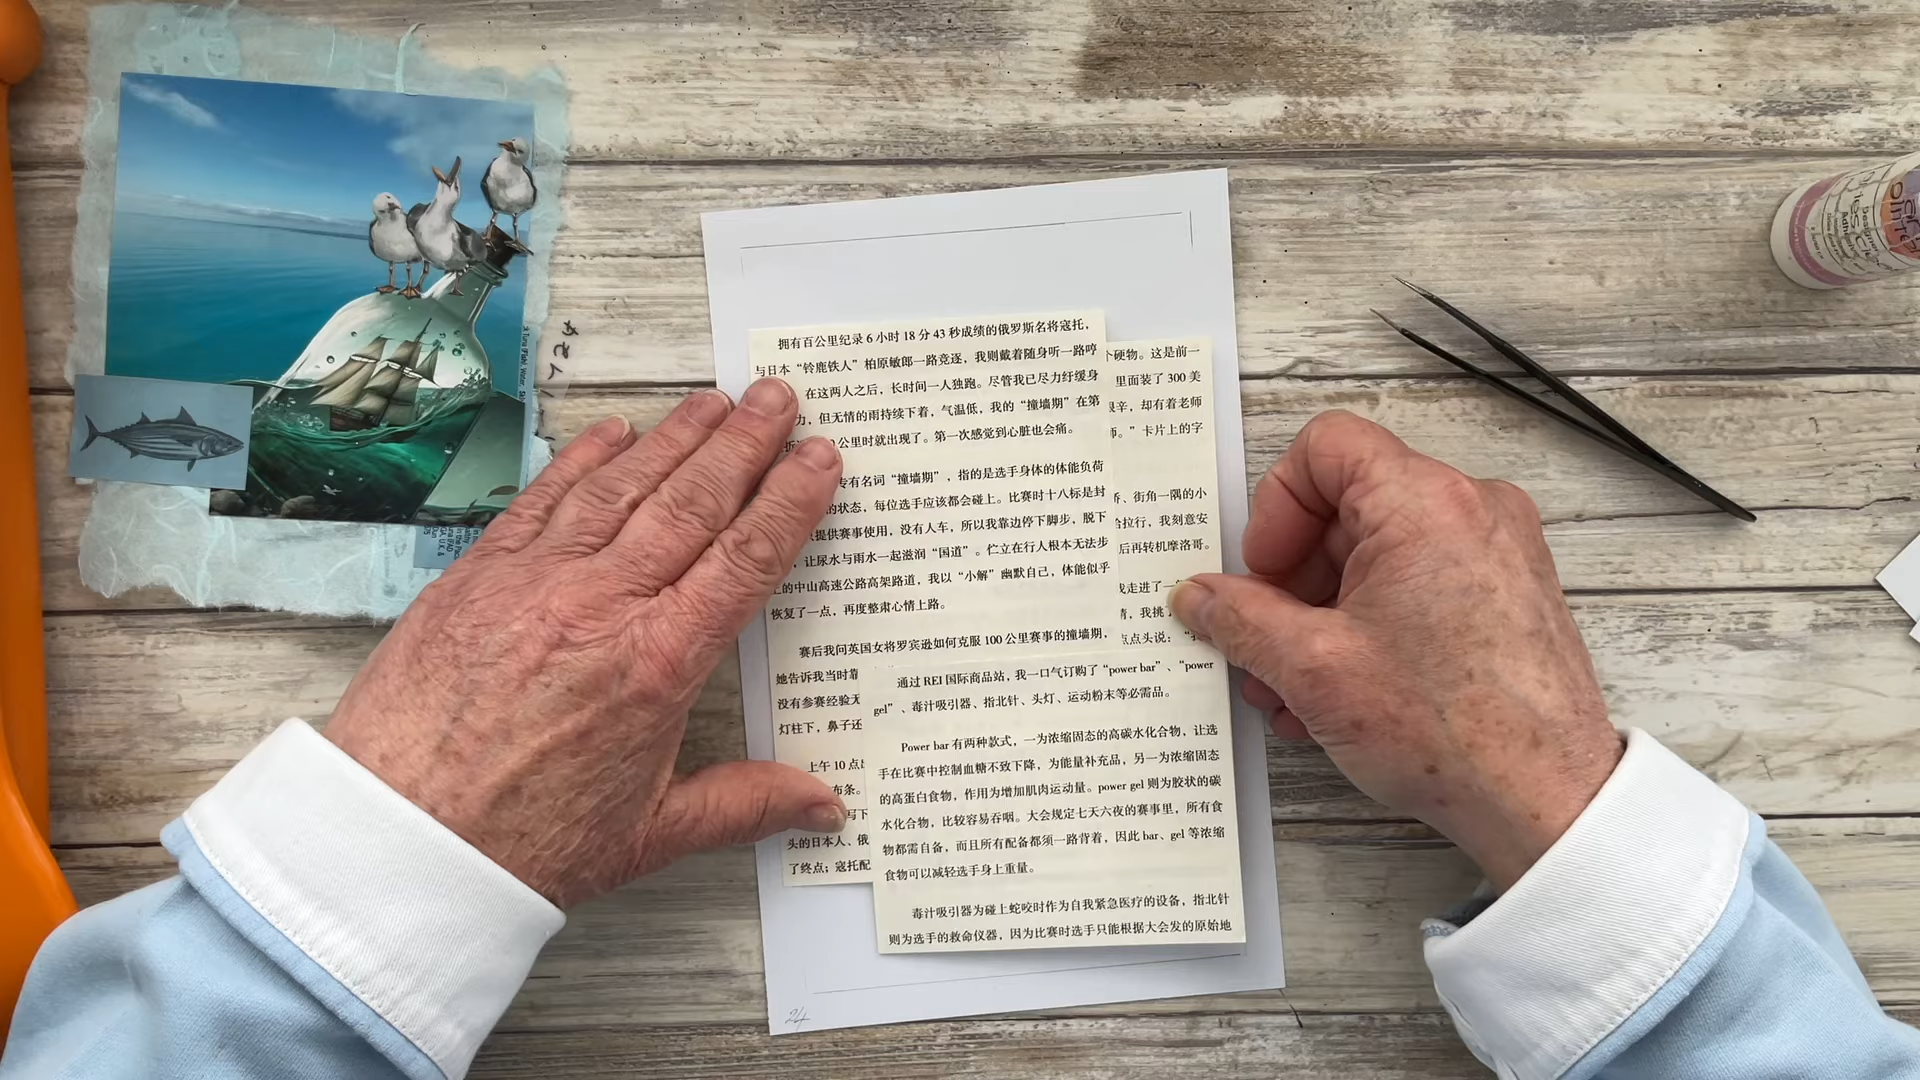 拥有百公里纪录 6 小时 18 分 43 秒成绩的俄罗斯名将寇托，
与日本“铃鹿铁人”柏原敏郎一路竞逐，我则戴着随身听一路哼
在这两人之后，长时间一人独跑。尽管我已尽力纾缓身
力，但无情的雨持续下着，气温低，我的“撞墙期”在第
公里时就出现了。第一次感觉到心脏也会痛。
专有名词“撞墙期”，指的是选手身体的体能负荷
的状态，每位选手应该都会碰上。比赛时十八标是封
提供赛事使用，没有人车，所以我靠边停下脚步，脱下
，让尿水与雨水一起滋润“国道”。伫立在行人根本无法步
的中山高速公路高架路道，我以“小解”幽默自己，体能似乎
恢复了一点，再度整肃心情上路。
赛后我问英国女将罗宾逊如何克服 100 公里赛事的撞墙期，
她告诉我当时靠
没有参赛经验无
灯柱下，鼻子还
上午 10 点
布条。
写下
头的日本人、俄
了终点；寇托配
个硬物。这是前一
里面装了 300 美
艰辛，却有着老师
师。”卡片上的字
、街角一隅的小
拉行，我刻意安
后再转机摩洛哥。
我走进了一
，我挑
点点头说：“我
通过 REI 国际商品站，我一口气订购了“power bar”、“power
gel”、毒汁吸引器、指北针、头灯、运动粉末等必需品。
Power bar 有两种款式，一为浓缩固态的高碳水化合物，让选
手在比赛中控制血糖不致下降，为能量补充品，另一为浓缩固态
的高蛋白食物，作用为增加肌肉运动量。power gel 则为胶状的碳
水化合物，比较容易吞咽。大会规定七天六夜的赛事里，所有食
物都需自备，而且所有配备都须一路背着，因此 bar、gel 等浓缩
食物可以减轻选手身上重量。
毒汁吸引器为碰上蛇咬时作为自我紧急医疗的设备，指北针
则为选手的救命仪器，因为比赛时选手只能根据大会发的原始地
24